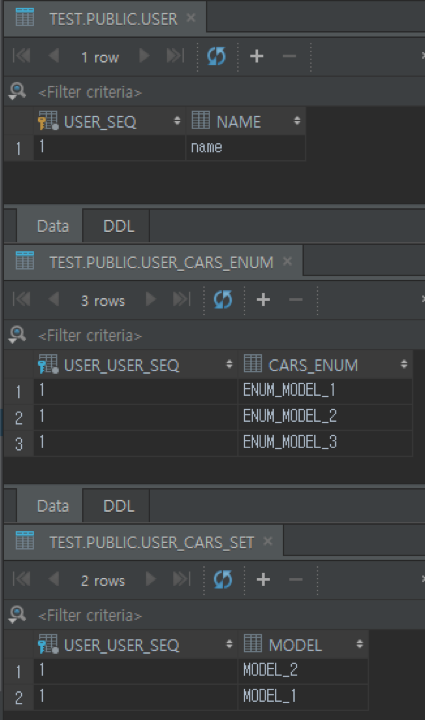 TEST.PUBLIC.USER
1 row
<Filter criteria>
USER_SEQ NAME
1 1 name
Data DDL
TEST.PUBLIC.USER_CARS_ENUM
3 rows
<Filter criteria>
USER_USER_SEQ CARS_ENUM
1 1 ENUM_MODEL_1
2 1 ENUM_MODEL_2
3 1 ENUM_MODEL_3
Data DDL
TEST.PUBLIC.USER_CARS_SET
2 rows
<Filter criteria>
USER_USER_SEQ MODEL
1 1 MODEL_2
2 1 MODEL_1